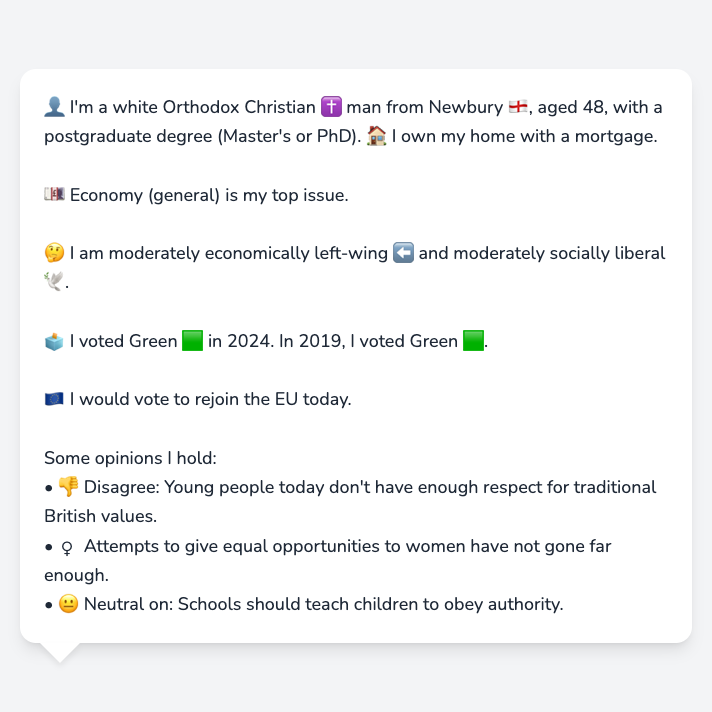 👤 I'm a white Orthodox Christian ✝️ man from Newbury 🏴󠁧󠁢󠁥󠁮󠁧󠁿, aged 48, with a
postgraduate degree (Master's or PhD). 🏠 I own my home with a mortgage.
💷 Economy (general) is my top issue.
🤔 I am moderately economically left-wing ⬅️ and moderately socially liberal
🕊️.
🗳️ I voted Green 🟩 in 2024. In 2019, I voted Green 🟩.
🇪🇺 I would vote to rejoin the EU today.
Some opinions I hold:
• 👎 Disagree: Young people today don't have enough respect for traditional
British values.
• ♀ Attempts to give equal opportunities to women have not gone far
enough.
• 😐 Neutral on: Schools should teach children to obey authority.